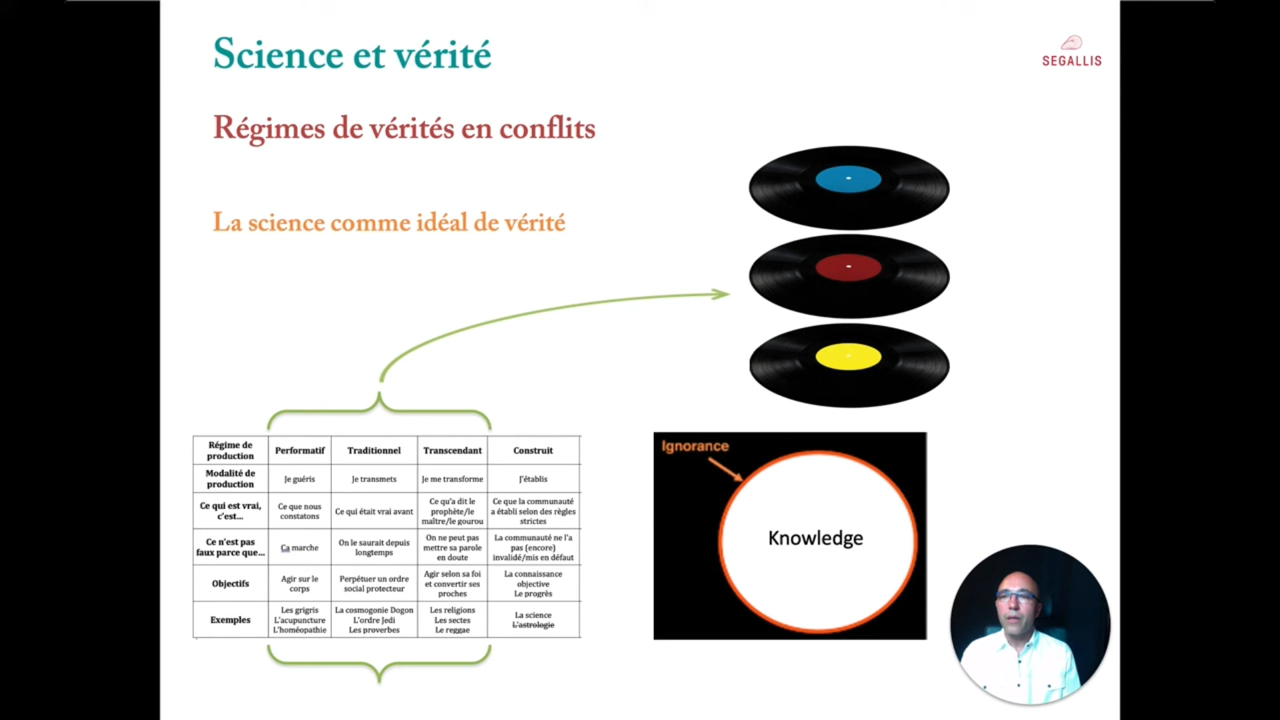 Science et vérité
SEGALLIS
Régimes de vérités en conflits
La science comme idéal de vérité
Régime de production
Performatif
Traditionnel
Transcendant
Construit
Modalité de production
Je guéris
Je transmets
Je me transforme
J'établis
Ce qui est vrai, c'est...
Ce que nous constatons
Ce qui était vrai avant
Ce qu'a dit le prophète/le maître/le gourou
Ce que la communauté a établi selon des règles strictes
Ce n'est pas faux parce que...
Ca marche
On le saurait depuis longtemps
On ne peut pas mettre sa parole en doute
La communauté ne l'a pas (encore) invalidé/mis en défaut
Objectifs
Agir sur le corps
Perpétuer un ordre social protecteur
Agir selon sa foi et convertir ses proches
La connaissance objective
Le progrès
Exemples
Les grigris
L'acupuncture
L'homéopathie
La cosmogonie Dogon
L'ordre Jedi
Les proverbes
Les religions
Les sectes
Le reggae
La science
L'astrologie
Ignorance
Knowledge